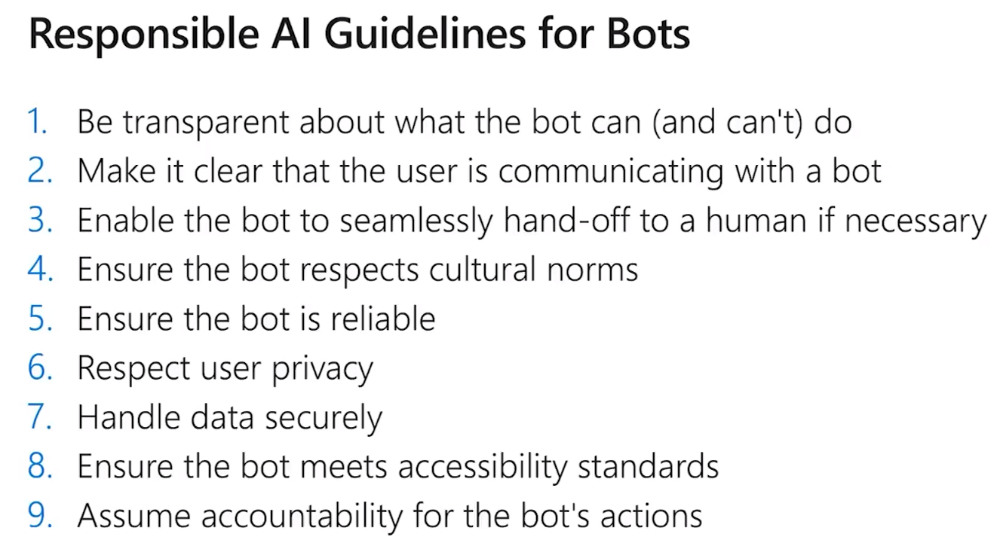 Responsible AI Guidelines for Bots
1. Be transparent about what the bot can (and can't) do
2. Make it clear that the user is communicating with a bot
3. Enable the bot to seamlessly hand-off to a human if necessary
4. Ensure the bot respects cultural norms
5. Ensure the bot is reliable
6. Respect user privacy
7. Handle data securely
8. Ensure the bot meets accessibility standards
9. Assume accountability for the bot's actions